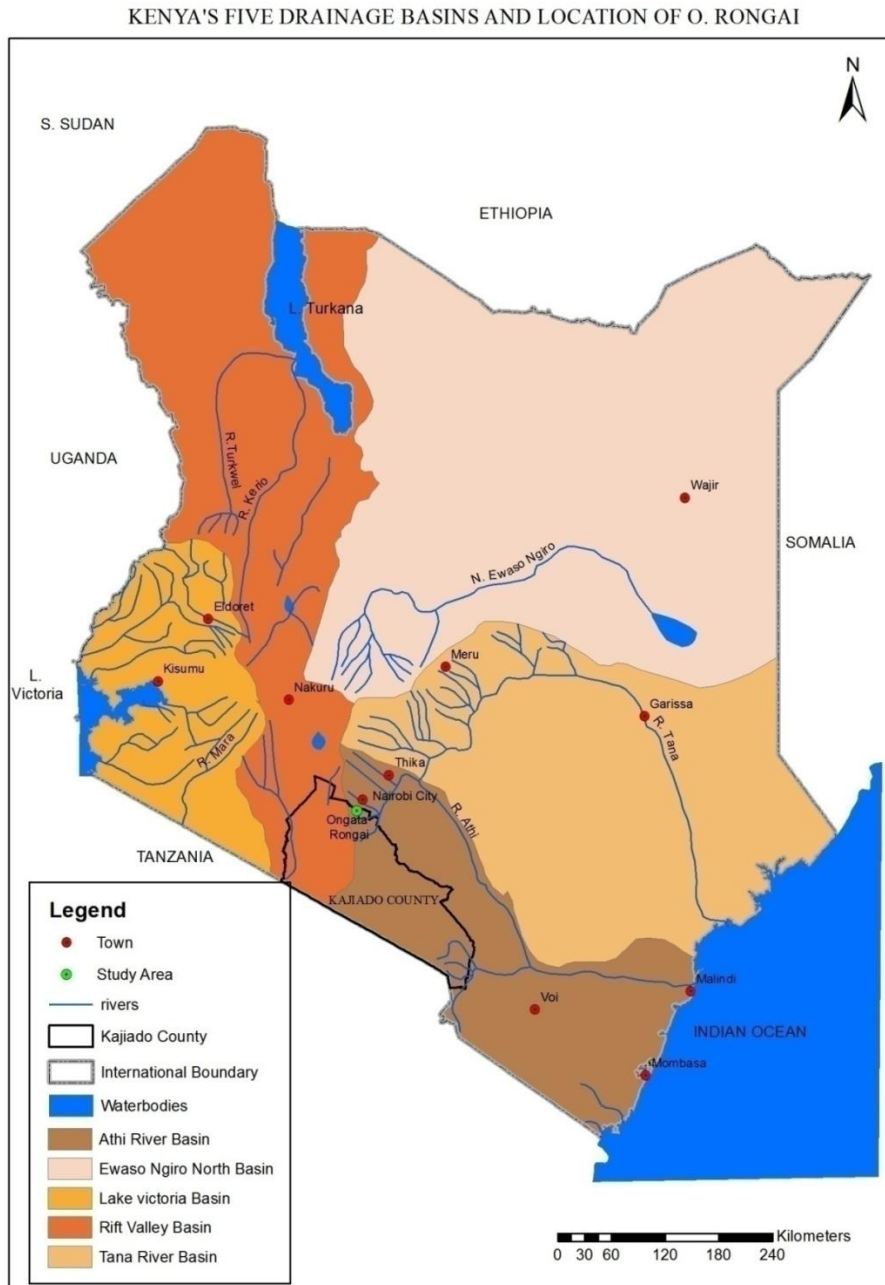 KENYA'S FIVE DRAINAGE BASINS AND LOCATION OF O. RONGAI
N
S. SUDAN
ETHIOPIA
L. Turkana
UGANDA
R.Turkwel
R. Kerio
Wajir
SOMALIA
N. Ewaso Ngiro
Eldoret
Meru
L.
Victoria
Kisumu
Nakuru
Garissa
R. Tana
R. Mara
Thika
Nairobi City
R. Athi
Ongata
Rongai
TANZANIA
KAJIADO COUNTY
Malindi
Voi
INDIAN OCEAN
Mombasa
Legend
Town
Study Area
rivers
Kajiado County
International Boundary
Waterbodies
Athi River Basin
Ewaso Ngiro North Basin
Lake victoria Basin
Rift Valley Basin
Tana River Basin
Kilometers
0 30 60 120 180 240